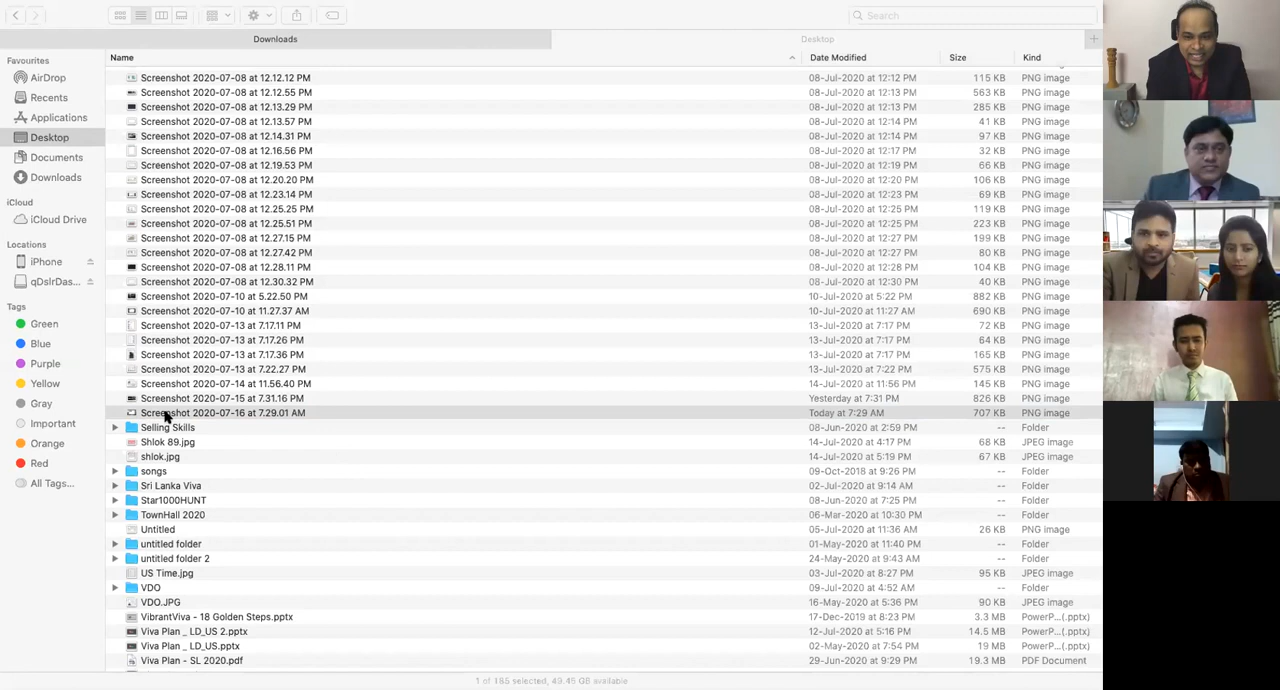 Search
Downloads
Desktop
Favourites
AirDrop
Recents
Applications
Desktop
Documents
Downloads
iCloud
iCloud Drive
Locations
iPhone
qDslrDas...
Tags
Green
Blue
Purple
Yellow
Gray
Important
Orange
Red
All Tags...
Name Date Modified Size Kind
Screenshot 2020-07-08 at 12.12.12 PM 08-Jul-2020 at 12:12 PM 115 KB PNG image
Screenshot 2020-07-08 at 12.12.55 PM 08-Jul-2020 at 12:13 PM 563 KB PNG image
Screenshot 2020-07-08 at 12.13.29 PM 08-Jul-2020 at 12:13 PM 285 KB PNG image
Screenshot 2020-07-08 at 12.13.57 PM 08-Jul-2020 at 12:14 PM 41 KB PNG image
Screenshot 2020-07-08 at 12.14.31 PM 08-Jul-2020 at 12:14 PM 97 KB PNG image
Screenshot 2020-07-08 at 12.16.56 PM 08-Jul-2020 at 12:17 PM 32 KB PNG image
Screenshot 2020-07-08 at 12.19.53 PM 08-Jul-2020 at 12:19 PM 66 KB PNG image
Screenshot 2020-07-08 at 12.20.20 PM 08-Jul-2020 at 12:20 PM 106 KB PNG image
Screenshot 2020-07-08 at 12.23.14 PM 08-Jul-2020 at 12:23 PM 69 KB PNG image
Screenshot 2020-07-08 at 12.25.25 PM 08-Jul-2020 at 12:25 PM 119 KB PNG image
Screenshot 2020-07-08 at 12.25.51 PM 08-Jul-2020 at 12:25 PM 223 KB PNG image
Screenshot 2020-07-08 at 12.27.15 PM 08-Jul-2020 at 12:27 PM 199 KB PNG image
Screenshot 2020-07-08 at 12.27.42 PM 08-Jul-2020 at 12:27 PM 80 KB PNG image
Screenshot 2020-07-08 at 12.28.11 PM 08-Jul-2020 at 12:28 PM 104 KB PNG image
Screenshot 2020-07-08 at 12.30.32 PM 08-Jul-2020 at 12:30 PM 40 KB PNG image
Screenshot 2020-07-10 at 5.22.50 PM 10-Jul-2020 at 5:22 PM 882 KB PNG image
Screenshot 2020-07-10 at 11.27.37 AM 10-Jul-2020 at 11:27 AM 690 KB PNG image
Screenshot 2020-07-13 at 7.17.11 PM 13-Jul-2020 at 7:17 PM 72 KB PNG image
Screenshot 2020-07-13 at 7.17.26 PM 13-Jul-2020 at 7:17 PM 64 KB PNG image
Screenshot 2020-07-13 at 7.17.36 PM 13-Jul-2020 at 7:17 PM 165 KB PNG image
Screenshot 2020-07-13 at 7.22.27 PM 13-Jul-2020 at 7:22 PM 575 KB PNG image
Screenshot 2020-07-14 at 11.56.40 PM 14-Jul-2020 at 11:56 PM 145 KB PNG image
Screenshot 2020-07-15 at 7.31.16 PM Yesterday at 7:31 PM 826 KB PNG image
Screenshot 2020-07-16 at 7.29.01 AM Today at 7:29 AM 707 KB PNG image
Selling Skills 08-Jun-2020 at 2:59 PM -- Folder
Shlok 89.jpg 14-Jul-2020 at 4:17 PM 68 KB JPEG image
shlok.jpg 14-Jul-2020 at 5:19 PM 67 KB JPEG image
songs 09-Oct-2018 at 9:26 PM -- Folder
Sri Lanka Viva 02-Jul-2020 at 9:14 AM -- Folder
Star1000HUNT 08-Jun-2020 at 7:25 PM -- Folder
TownHall 2020 06-Mar-2020 at 10:30 PM -- Folder
Untitled 05-Jul-2020 at 11:36 AM 26 KB PNG image
untitled folder 01-May-2020 at 11:40 PM -- Folder
untitled folder 2 24-May-2020 at 9:43 AM -- Folder
US Time.jpg 03-Jul-2020 at 8:27 PM 95 KB JPEG image
VDO 09-Jul-2020 at 4:52 AM -- Folder
VDO.JPG 16-May-2020 at 5:36 PM 90 KB JPEG image
VibrantViva - 18 Golden Steps.pptx 17-Dec-2019 at 8:23 PM 3.3 MB PowerP...(.pptx)
Viva Plan _ LD_US 2.pptx 12-Jul-2020 at 5:16 PM 14.5 MB PowerP...(.pptx)
Viva Plan _ LD_US.pptx 02-May-2020 at 7:54 PM 19 MB PowerP...(.pptx)
Viva Plan - SL 2020.pdf 29-Jun-2020 at 9:29 PM 19.3 MB PDF Document
1 of 185 selected, 49.45 GB available